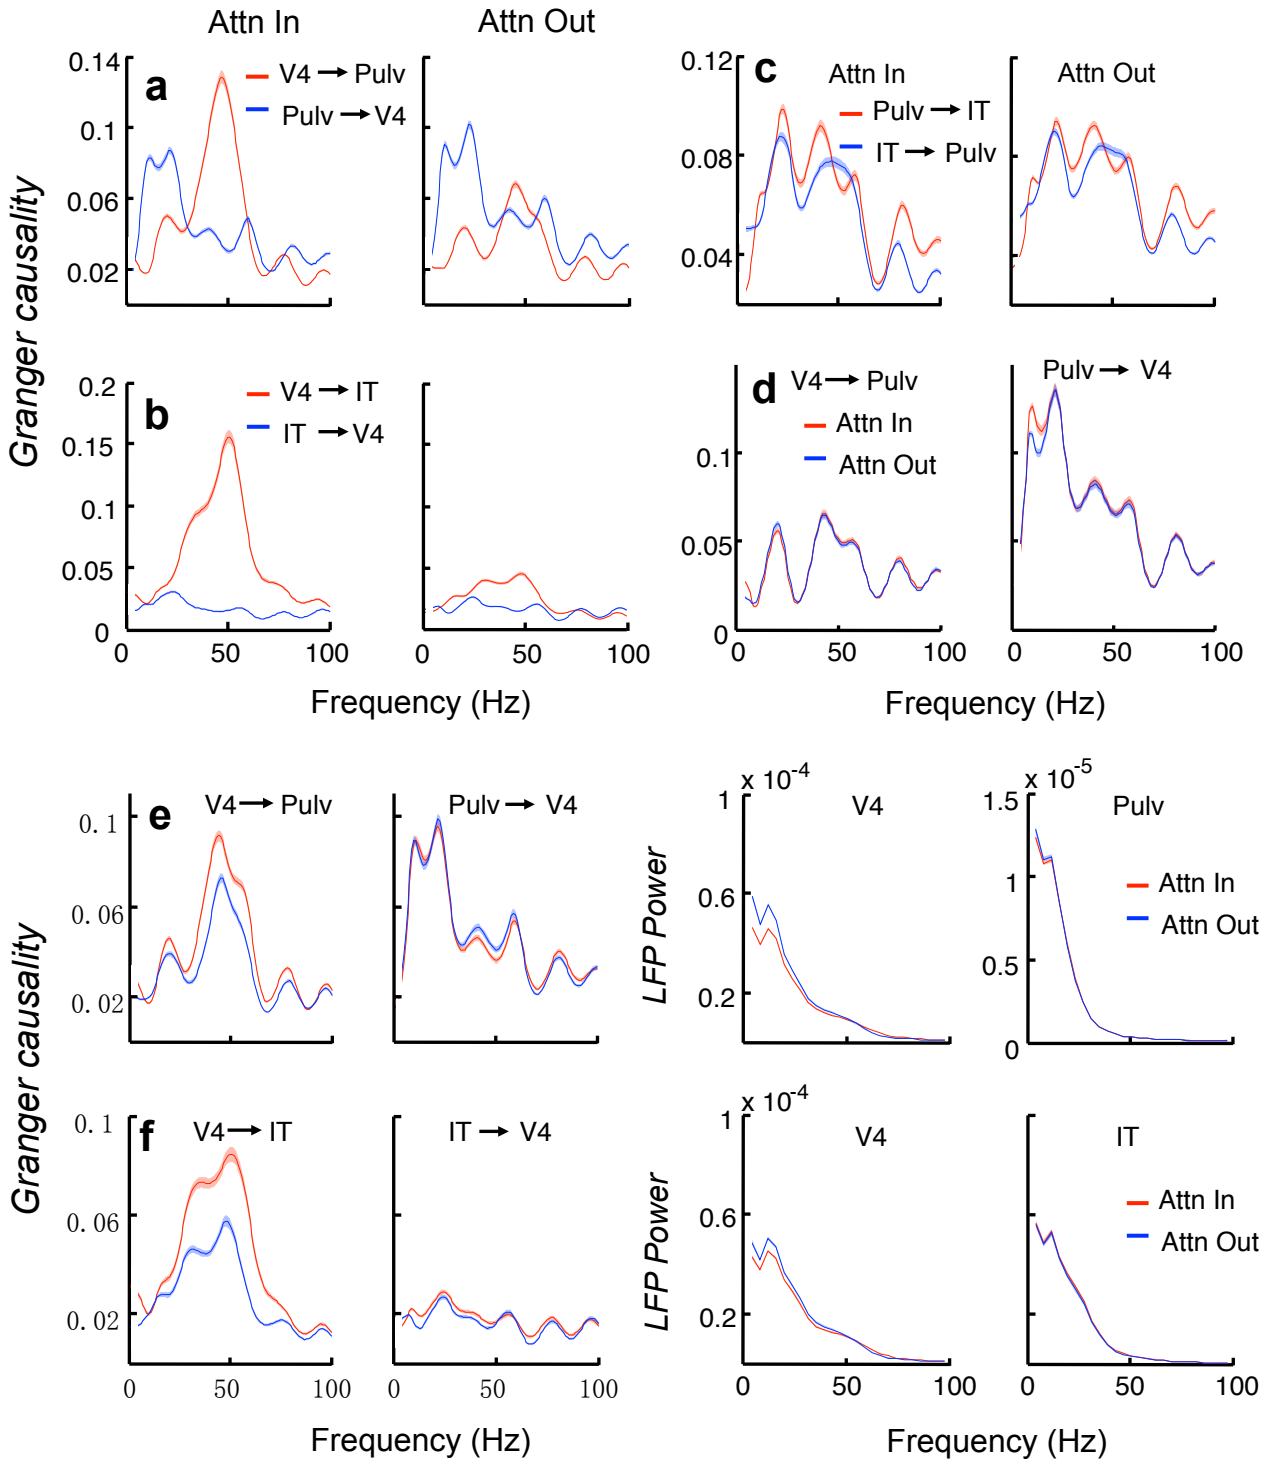 Attn In
Attn Out
a
V4 → Pulv
Pulv → V4
0.14
0.1
0.06
0.02
0
50
100
c
Attn In
Pulv → IT
IT → Pulv
Attn Out
0.12
0.08
0.04
Granger causality
b
V4 → IT
IT → V4
0.2
0.15
0.1
0.05
0
0
50
100
0
50
100
Frequency (Hz)
d
V4 → Pulv
Attn In
Attn Out
Pulv → V4
0.1
0.05
0
0
50
100
0
50
100
Frequency (Hz)
e
V4 → Pulv
Pulv → V4
0.1
0.06
0.02
x 10-4
V4
1
0.6
0.2
LFP Power
x 10-5
Pulv
1.5
1
0.5
0
Attn In
Attn Out
Granger causality
f
V4 → IT
IT → V4
0.1
0.06
0.02
0
50
100
0
50
100
Frequency (Hz)
x 10-4
V4
1
0.6
0.2
LFP Power
IT
Attn In
Attn Out
0
50
100
0
50
100
Frequency (Hz)